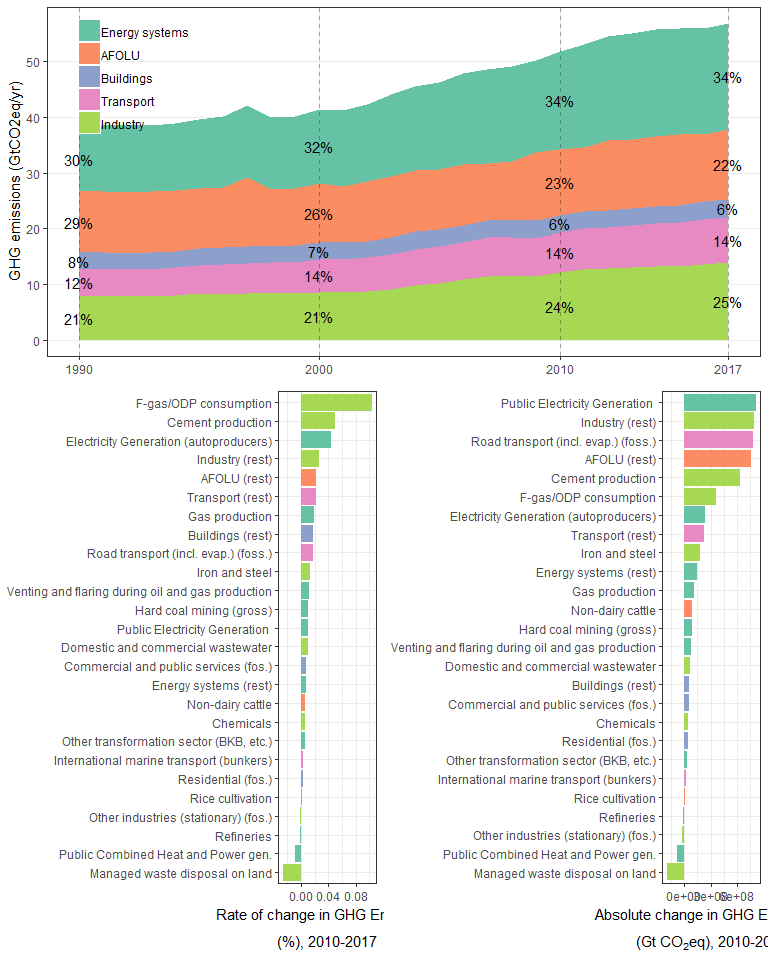 GHG emissions (GtCO2eq/yr)
50
40
30
20
10
0
Energy systems
AFOLU
Buildings
Transport
Industry
30%
29%
8%
12%
21%
32%
26%
7%
14%
21%
34%
23%
6%
14%
24%
34%
22%
6%
14%
25%
1990
2000
2010
2017
F-gas/ODP consumption
Cement production
Electricity Generation (autoproducers)
Industry (rest)
AFOLU (rest)
Transport (rest)
Gas production
Buildings (rest)
Road transport (incl. evap.) (foss.)
Iron and steel
Venting and flaring during oil and gas production
Hard coal mining (gross)
Public Electricity Generation
Domestic and commercial wastewater
Commercial and public services (fos.)
Energy systems (rest)
Non-dairy cattle
Chemicals
Other transformation sector (BKB, etc.)
International marine transport (bunkers)
Residential (fos.)
Rice cultivation
Other industries (stationary) (fos.)
Refineries
Public Combined Heat and Power gen.
Managed waste disposal on land
0.00 0.04 0.08
Rate of change in GHG Er
(%), 2010-2017
Public Electricity Generation
Industry (rest)
Road transport (incl. evap.) (foss.)
AFOLU (rest)
Cement production
F-gas/ODP consumption
Electricity Generation (autoproducers)
Transport (rest)
Iron and steel
Energy systems (rest)
Gas production
Non-dairy cattle
Hard coal mining (gross)
Venting and flaring during oil and gas production
Domestic and commercial wastewater
Buildings (rest)
Commercial and public services (fos.)
Chemicals
Residential (fos.)
Other transformation sector (BKB, etc.)
International marine transport (bunkers)
Rice cultivation
Refineries
Other industries (stationary) (fos.)
Public Combined Heat and Power gen.
Managed waste disposal on land
Absolute change in GHG E
(Gt CO₂eq), 2010-20